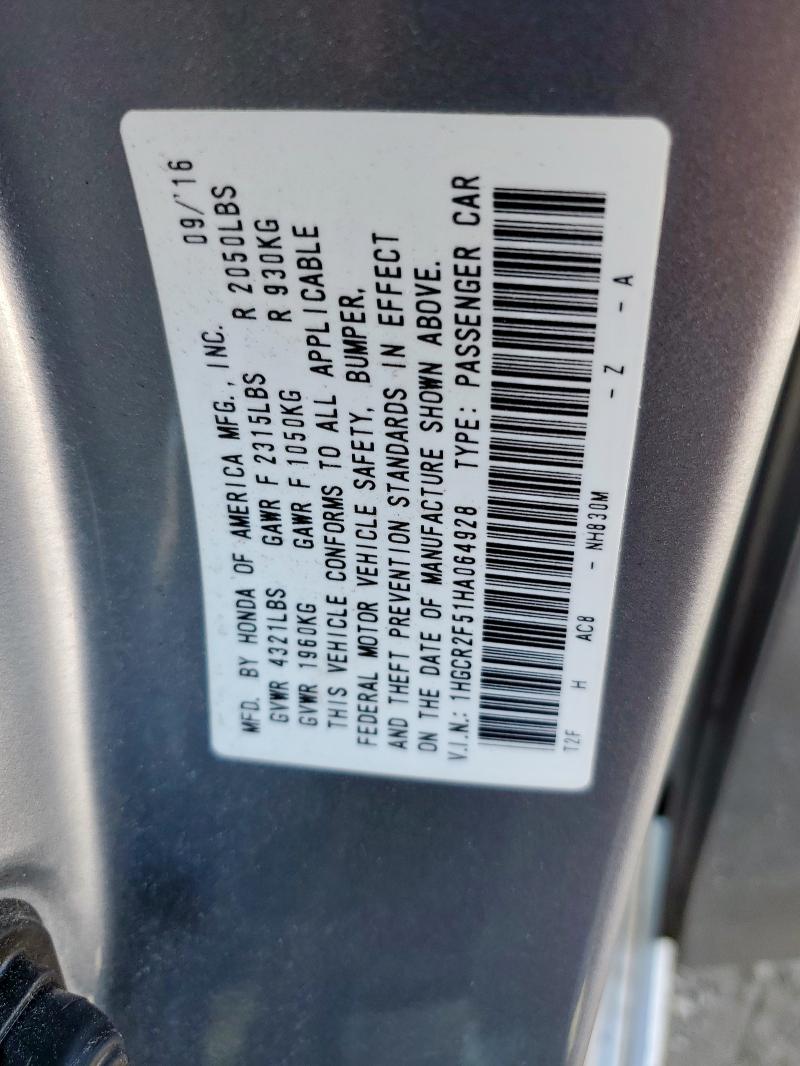 MFD. BY HONDA OF AMERICA MFG., INC. 09/'16
GVWR 4321LBS GAWR F 2315LBS R 2050LBS
GVWR 1960KG GAWR F 1050KG R 930KG
THIS VEHICLE CONFORMS TO ALL APPLICABLE
FEDERAL MOTOR VEHICLE SAFETY, BUMPER,
AND THEFT PREVENTION STANDARDS IN EFFECT
ON THE DATE OF MANUFACTURE SHOWN ABOVE.
V.I.N.: 1HGCR2F51HA064928 TYPE: PASSENGER CAR
T2F H AC8 - NH830M - Z - A